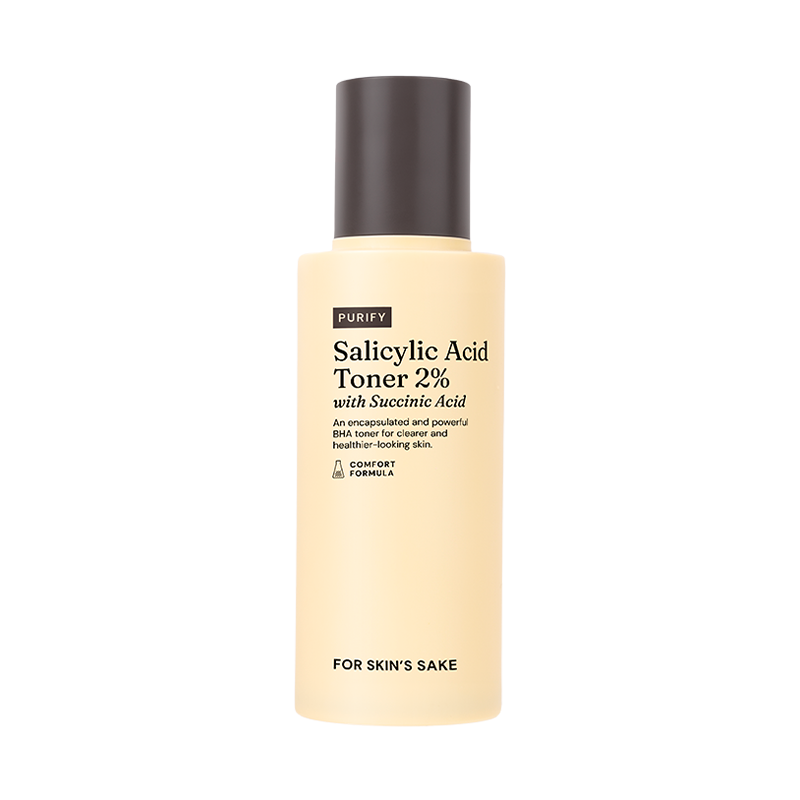 PURIFY
Salicylic Acid
Toner 2%
with Succinic Acid
An encapsulated and powerful
BHA toner for clearer and
healthier-looking skin.
COMFORT
FORMULA
FOR SKIN'S SAKE